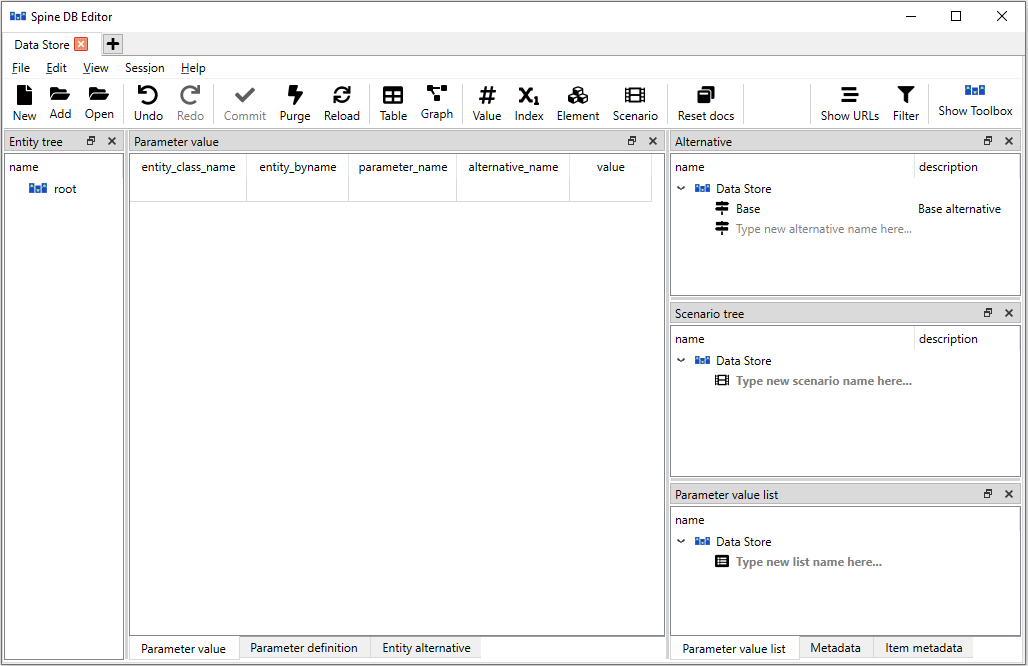 Spine DB Editor
Data Store
File Edit View Session Help
New Add Open Undo Redo Commit Purge Reload Table Graph Value Index Element Scenario Reset docs Show URLs Filter Show Toolbox
Entity tree
name
root
Parameter value
entity_class_name entity_byname parameter_name alternative_name value
Parameter value Parameter definition Entity alternative
Alternative
name description
Data Store
Base Base alternative
Type new alternative name here...
Scenario tree
name description
Data Store
Type new scenario name here...
Parameter value list
name
Data Store
Type new list name here...
Parameter value list Metadata Item metadata